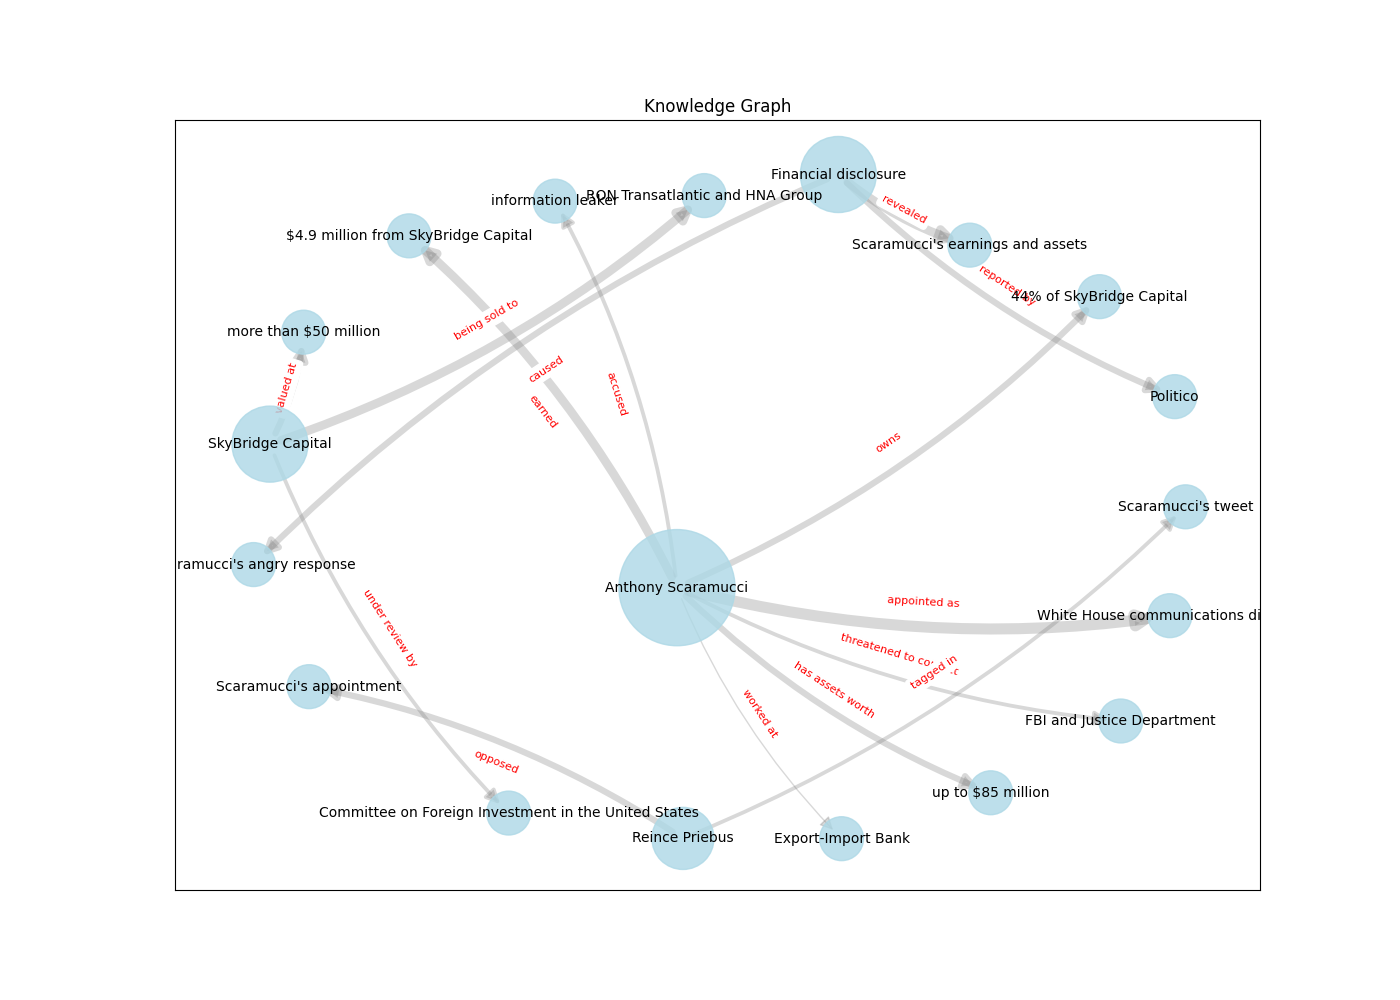 Knowledge Graph
Financial disclosure
information leaker
RON Transatlantic and HNA Group
revealed
$4.9 million from SkyBridge Capital
Scaramucci's earnings and assets
reported by
44% of SkyBridge Capital
being sold to
more than $50 million
caused
valued at
accused
earned
Politico
SkyBridge Capital
owns
Scaramucci's tweet
ramucci's angry response
Anthony Scaramucci
appointed as
White House communications di
under review by
threatened to
tagged in
has assets worth
Scaramucci's appointment
worked at
FBI and Justice Department
opposed
up to $85 million
Committee on Foreign Investment in the United States
Reince Priebus
Export-Import Bank